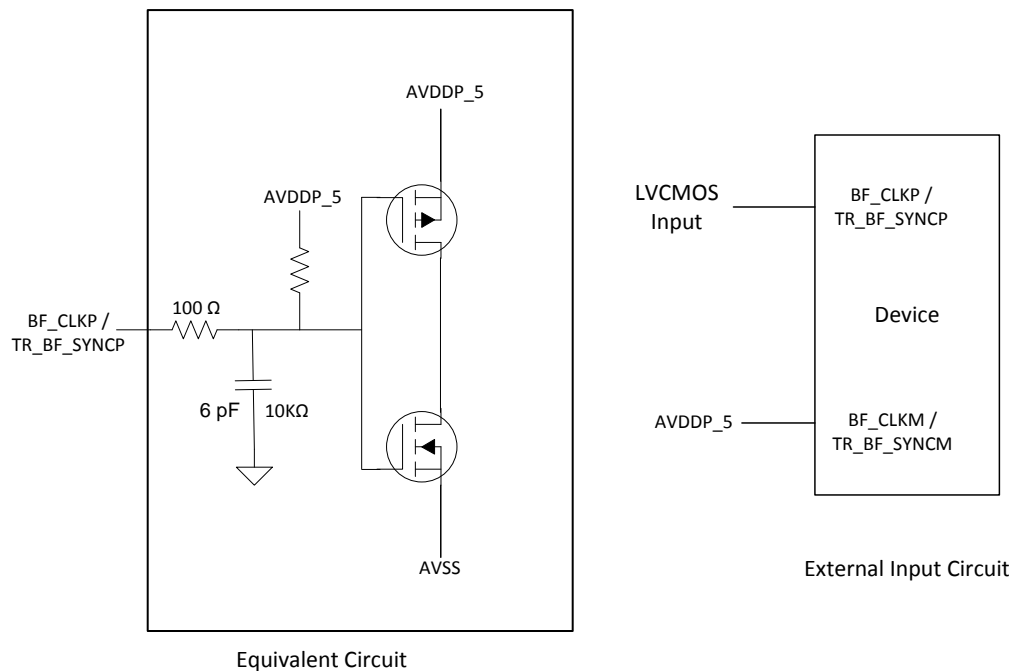 AVDDP_5
AVDDP_5
100 Ω
BF_CLKP /
TR_BF_SYNCP
6 pF
10KΩ
AVSS
Equivalent Circuit
LVCMOS
Input
BF_CLKP /
TR_BF_SYNCP
Device
AVDDP_5
BF_CLKM /
TR_BF_SYNCM
External Input Circuit